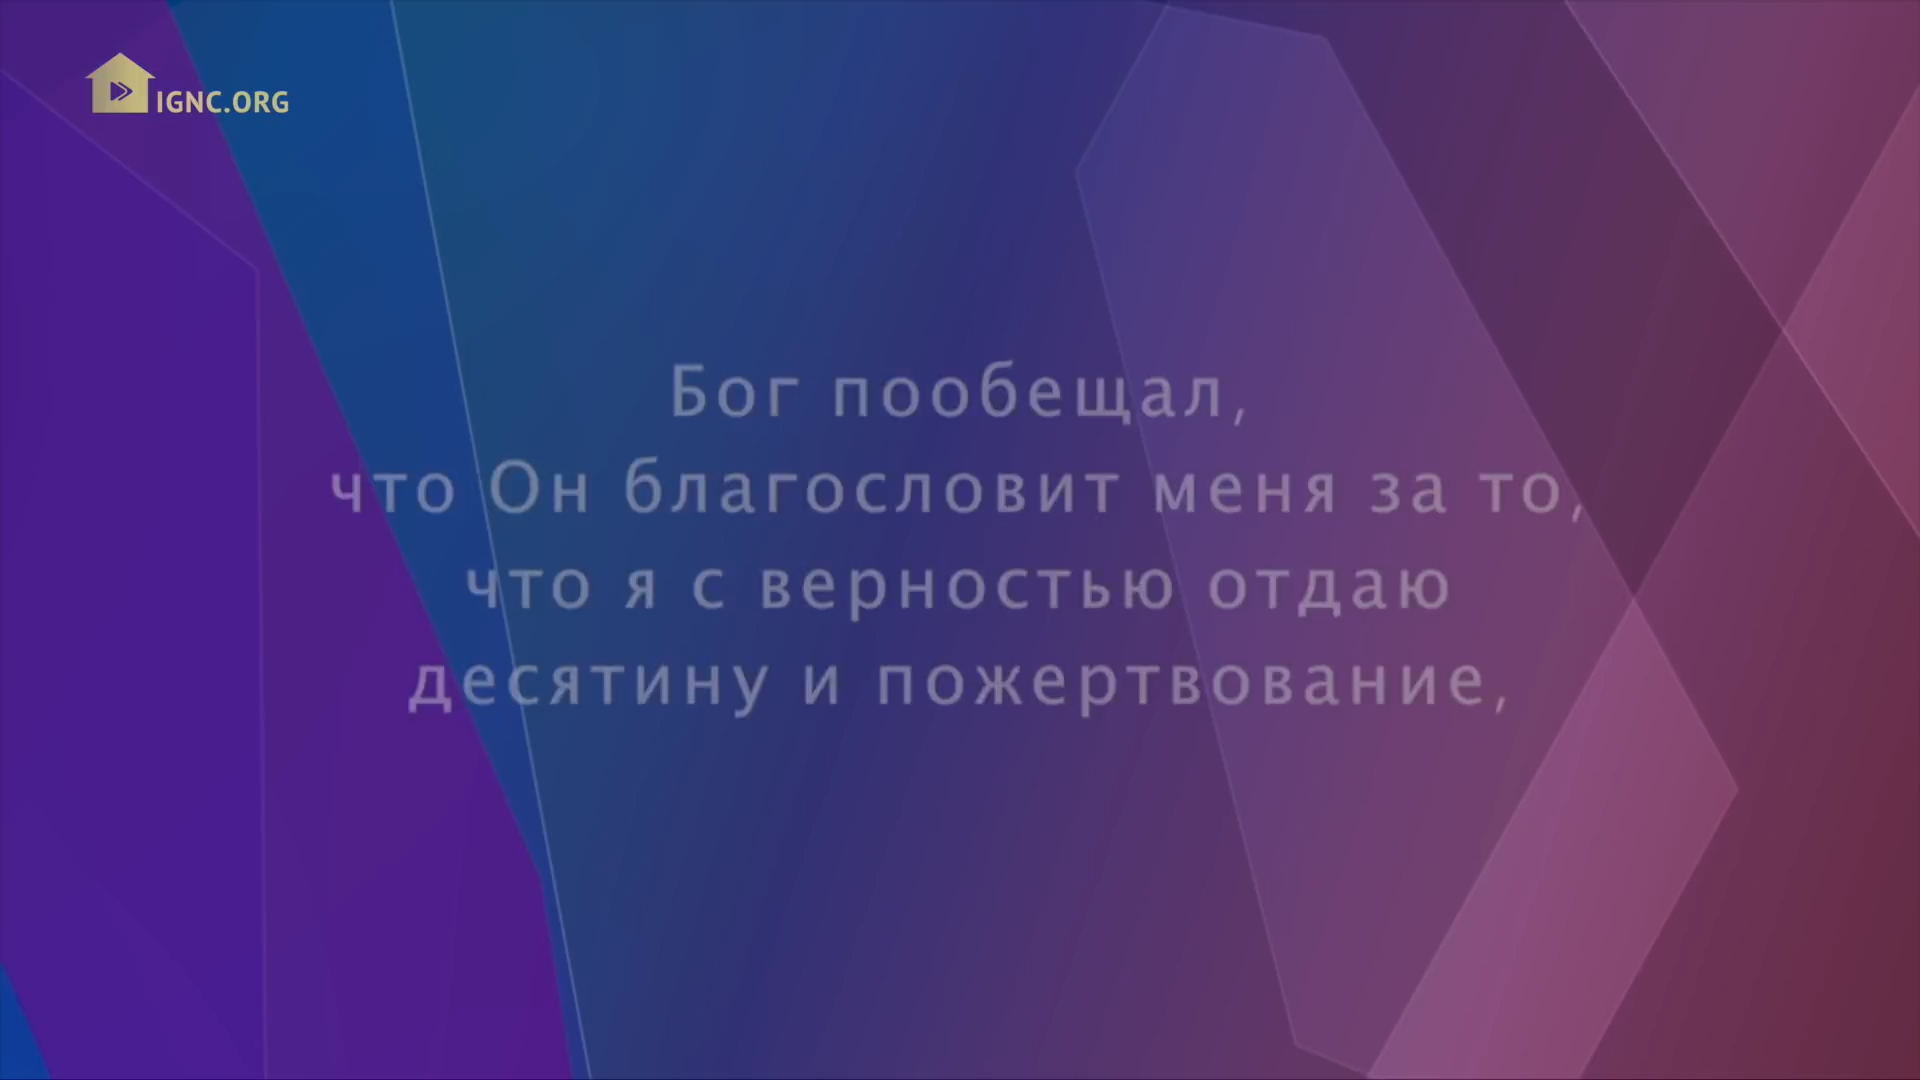 IGNC.ORG
Бог пообещал,
что Он благословит меня за то,
что я с верностью отдаю
десятину и пожертвование,